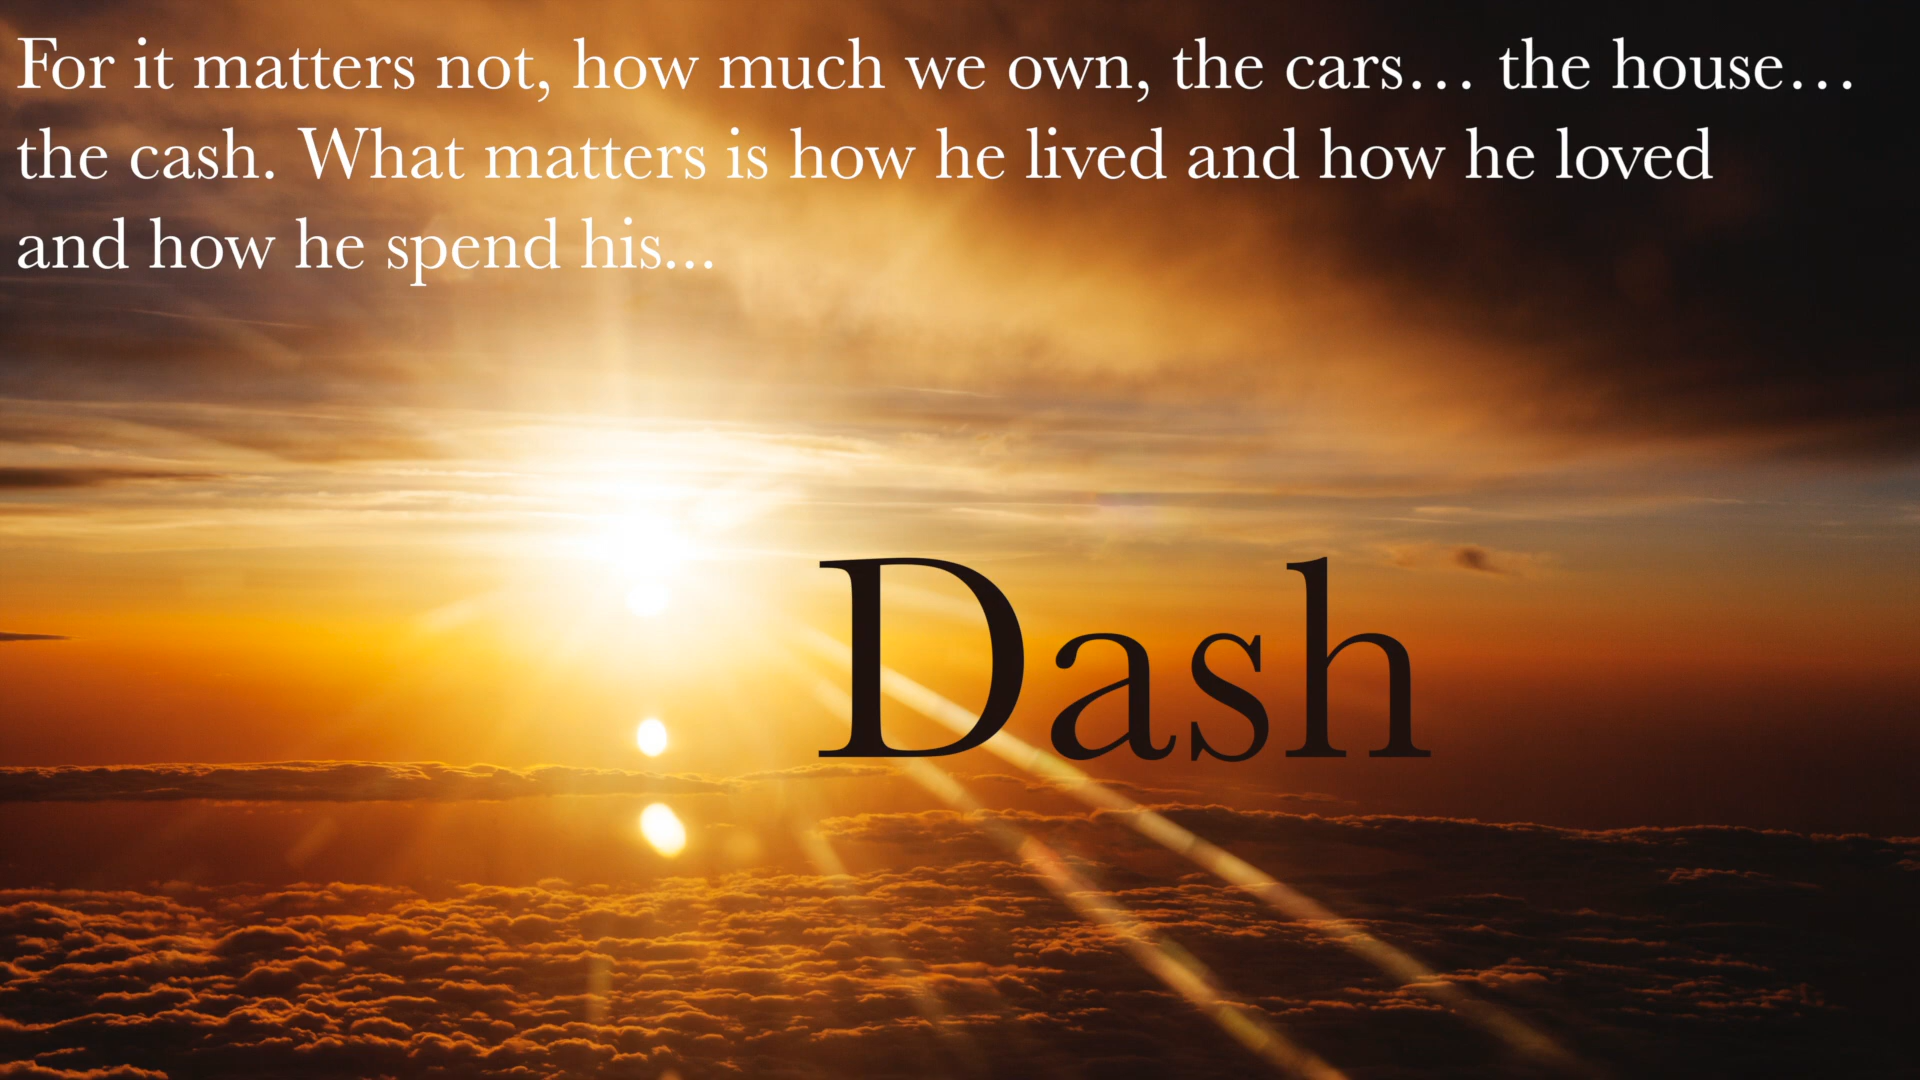 For it matters not, how much we own, the cars… the house…
the cash. What matters is how he lived and how he loved
and how he spend his...
Dash